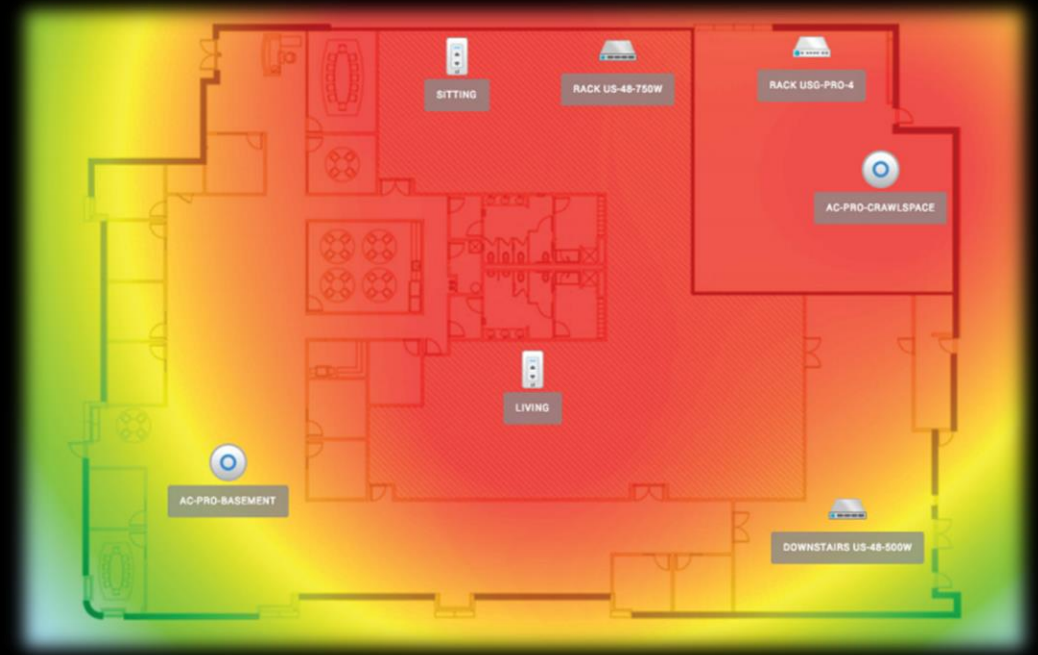 SITTING
RACK US-48-750W
RACK USG-PRO-4
AC-PRO-CRAWLSPACE
LIVING
AC-PRO-BASEMENT
DOWNSTAIRS US-48-500W